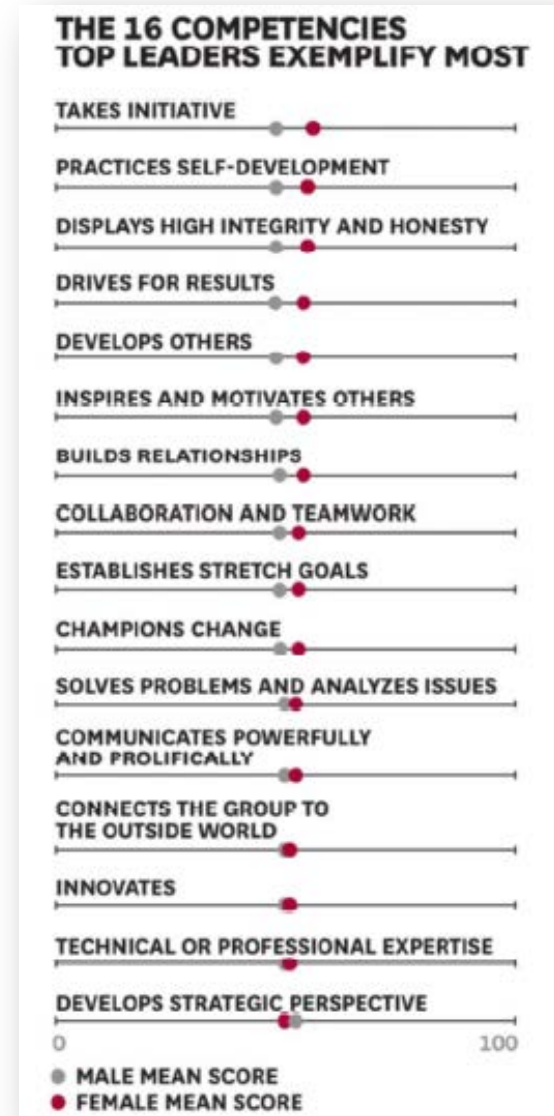 THE 16 COMPETENCIES
TOP LEADERS EXEMPLIFY MOST
TAKES INITIATIVE
PRACTICES SELF-DEVELOPMENT
DISPLAYS HIGH INTEGRITY AND HONESTY
DRIVES FOR RESULTS
DEVELOPS OTHERS
INSPIRES AND MOTIVATES OTHERS
BUILDS RELATIONSHIPS
COLLABORATION AND TEAMWORK
ESTABLISHES STRETCH GOALS
CHAMPIONS CHANGE
SOLVES PROBLEMS AND ANALYZES ISSUES
COMMUNICATES POWERFULLY
AND PROLIFICALLY
CONNECTS THE GROUP TO
THE OUTSIDE WORLD
INNOVATES
TECHNICAL OR PROFESSIONAL EXPERTISE
DEVELOPS STRATEGIC PERSPECTIVE
0 100
MALE MEAN SCORE
FEMALE MEAN SCORE